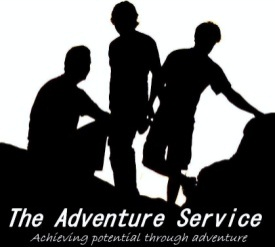 The Adventure Service
Achieving potential through adventure